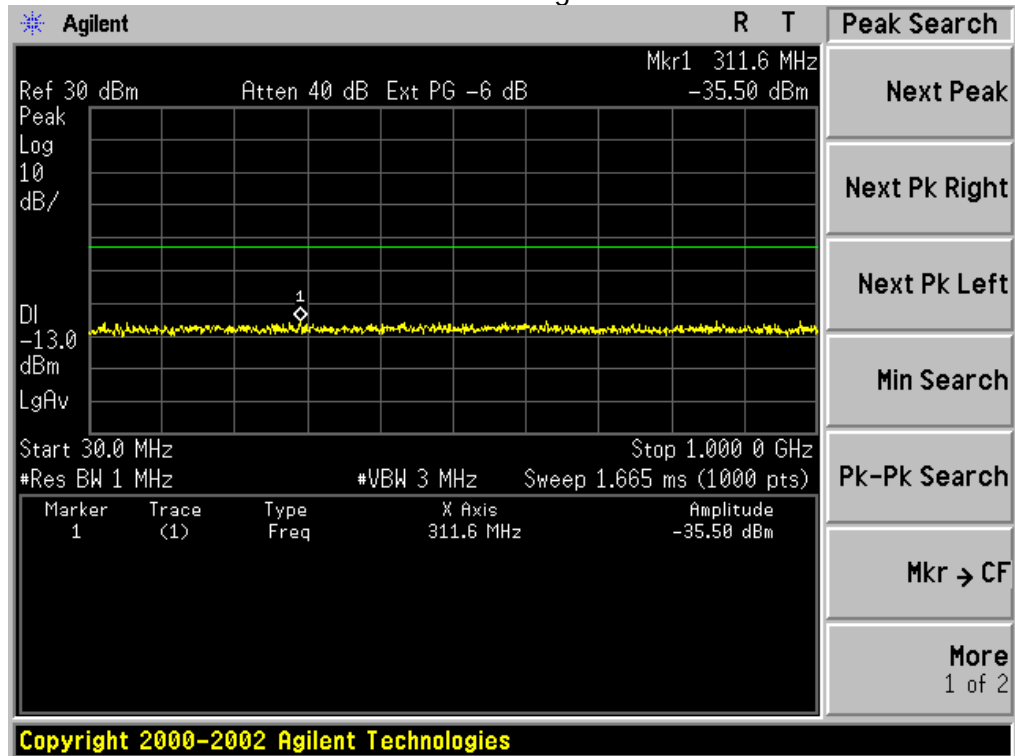 Agilent R T Peak Search
Mkr1 311.6 MHz
Ref 30 dBm Atten 40 dB Ext PG -6 dB -35.50 dBm
Peak
Log
10
dB/
1
DI
-13.0
dBm
LgAv
Start 30.0 MHz Stop 1.000 0 GHz
#Res BW 1 MHz #VBW 3 MHz Sweep 1.665 ms (1000 pts)
Marker Trace Type X Axis Amplitude
1 (1) Freq 311.6 MHz -35.50 dBm
Next Peak
Next Pk Right
Next Pk Left
Min Search
Pk-Pk Search
Mkr → CF
More
1 of 2
Copyright 2000-2002 Agilent Technologies